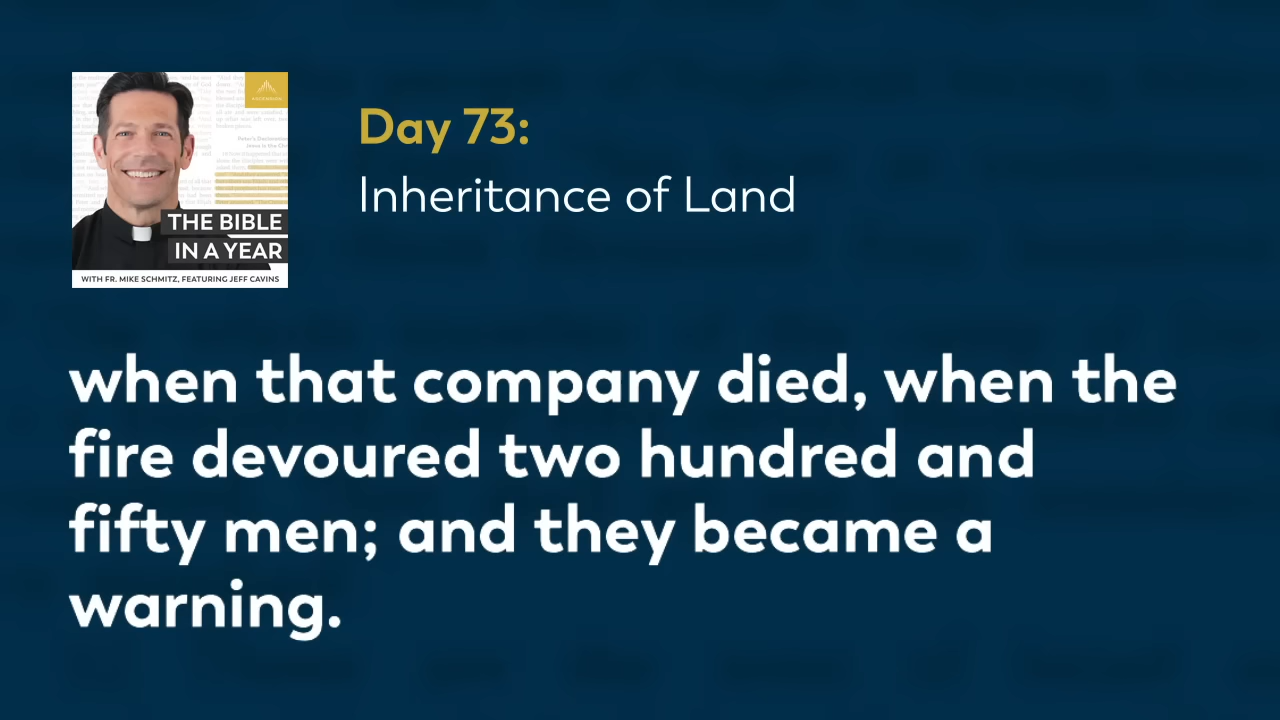 Day 73:
Inheritance of Land
THE BIBLE
IN A YEAR
WITH FR. MIKE SCHMITZ, FEATURING JEFF CAVINS
when that company died, when the
fire devoured two hundred and
fifty men; and they became a
warning.